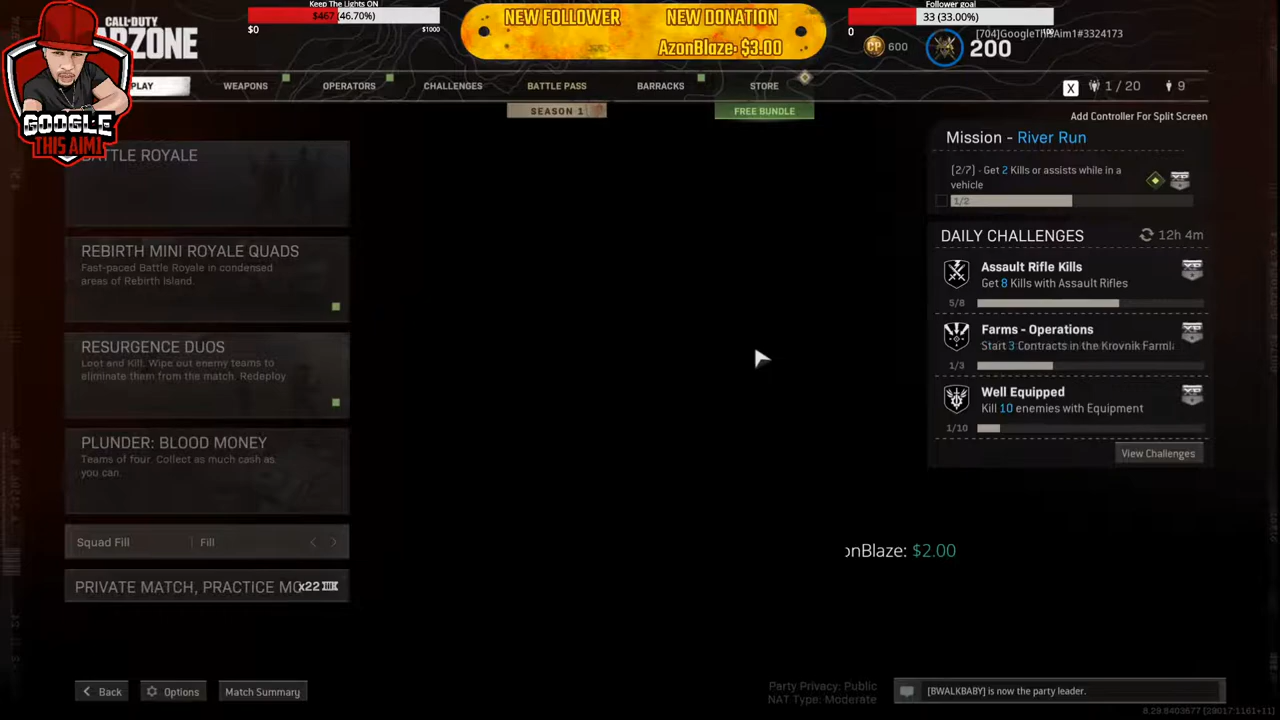 Keep The Lights ON
$467 (46.70%)
$0
$1000
NEW FOLLOWER
NEW DONATION
AzonBlaze: $3.00
Follower goal
33 (33.00%)
0
CALL·DUTY
600
200
GOOGLE
THIS AIM!
WEAPONS
OPERATORS
CHALLENGES
BATTLE PASS
BARRACKS
STORE
X
1 / 20
9
SEASON 1
FREE BUNDLE
Add Controller For Split Screen
BATTLE ROYALE
REBIRTH MINI ROYALE QUADS
Fast-paced Battle Royale in condensed
areas of Rebirth Island.
RESURGENCE DUOS
Loot and Kill. Wipe out enemy teams to
eliminate them from the match. Redeploy
PLUNDER: BLOOD MONEY
Teams of four. Collect as much cash as
you can.
Squad Fill
Fill
PRIVATE MATCH, PRACTICE MO
x22
Mission - River Run
[2/7] - Get 2 Kills or assists while in a
vehicle
1/2
DAILY CHALLENGES
12h 4m
Assault Rifle Kills
Get 8 Kills with Assault Rifles
5/8
Farms - Operations
Start 3 Contracts in the Krovnik Farml
1/3
Well Equipped
Kill 10 enemies with Equipment
1/10
View Challenges
onBlaze: $2.00
Back
Options
Match Summary
Party Privacy: Public
NAT Type: Moderate
[BWALKBABY] is now the party leader.
8.29.8403677 [29017:1161+11]